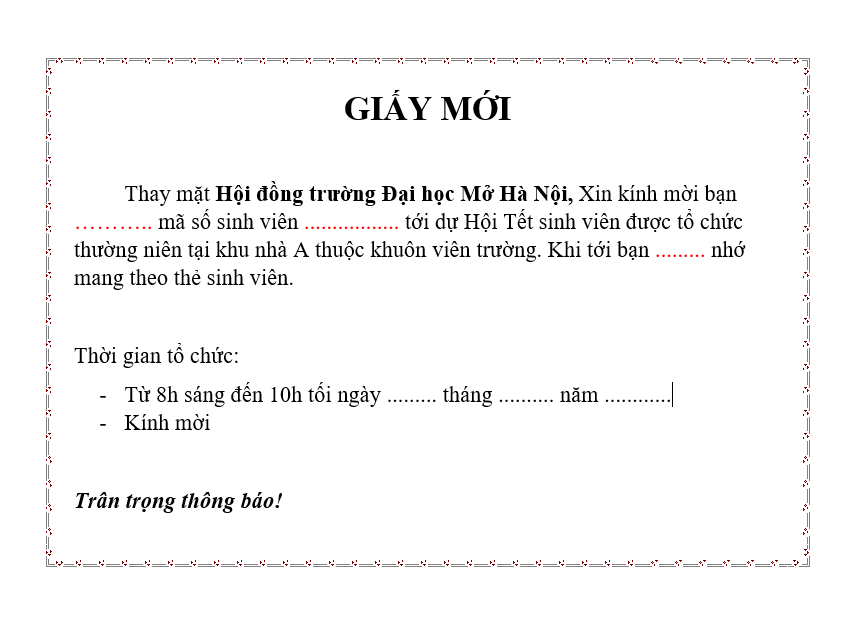 GIẤY MỚI
Thay mặt Hội đồng trường Đại học Mở Hà Nội, Xin kính mời bạn
……….. mã số sinh viên ................. tới dự Hội Tết sinh viên được tổ chức
thường niên tại khu nhà A thuộc khuôn viên trường. Khi tới bạn ......... nhớ
mang theo thẻ sinh viên.
Thời gian tổ chức:
- Từ 8h sáng đến 10h tối ngày ......... tháng .......... năm ............
- Kính mời
Trân trọng thông báo!